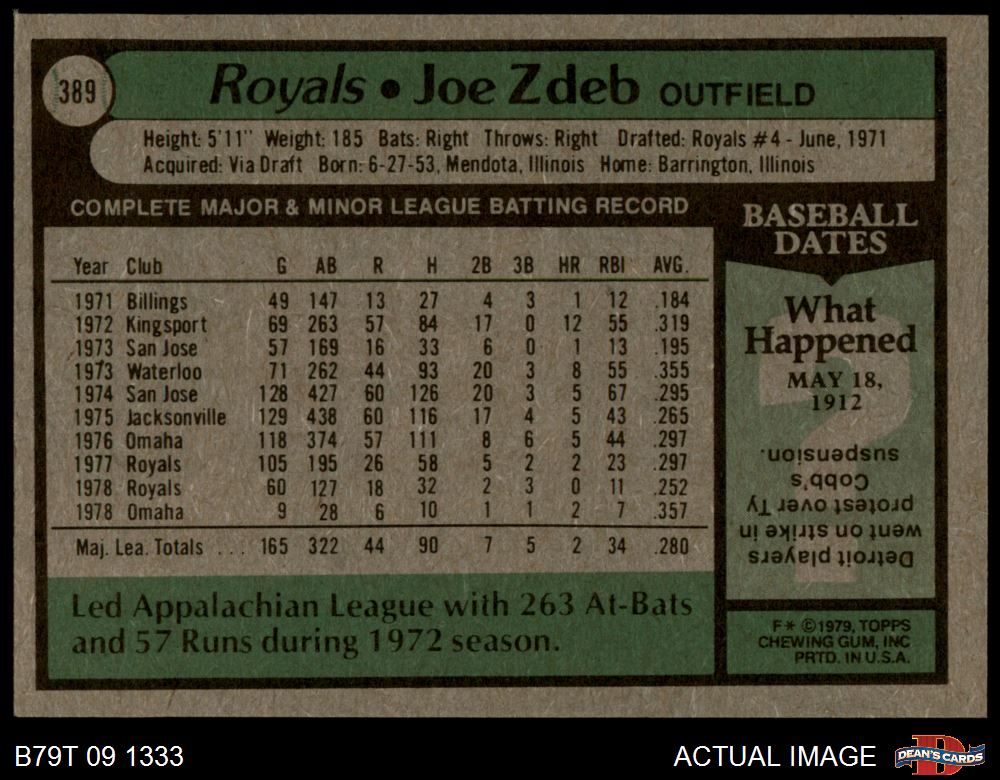 389
Royals • Joe Zdeb OUTFIELD
Height: 5'11" Weight: 185 Bats: Right Throws: Right Drafted: Royals #4 - June, 1971
Acquired: Via Draft Born: 6-27-53, Mendota, Illinois Home: Barrington, Illinois
COMPLETE MAJOR & MINOR LEAGUE BATTING RECORD
Year Club G AB R H 2B 3B HR RBI AVG.
1971 Billings 49 147 13 27 4 3 1 12 .184
1972 Kingsport 69 263 57 84 17 0 12 55 .319
1973 San Jose 57 169 16 33 6 0 1 13 .195
1973 Waterloo 71 262 44 93 20 3 8 55 .355
1974 San Jose 128 427 60 126 20 3 5 67 .295
1975 Jacksonville 129 438 60 116 17 4 5 43 .265
1976 Omaha 118 374 57 111 8 6 5 44 .297
1977 Royals 105 195 26 58 5 2 2 23 .297
1978 Royals 60 127 18 32 2 3 0 11 .252
1978 Omaha 9 28 6 10 1 1 2 7 .357
Maj. Lea. Totals ... 165 322 44 90 7 5 2 34 .280
Led Appalachian League with 263 At-Bats
and 57 Runs during 1972 season.
BASEBALL
DATES
What
Happened
MAY 18,
1912
Detroit players
went on strike in
protest over Ty
Cobb's
suspension.
F* ©1979, TOPPS
CHEWING GUM, INC
PRTD. IN U.S.A.
B79T 09 1333
ACTUAL IMAGE
DEAN'S CARDS